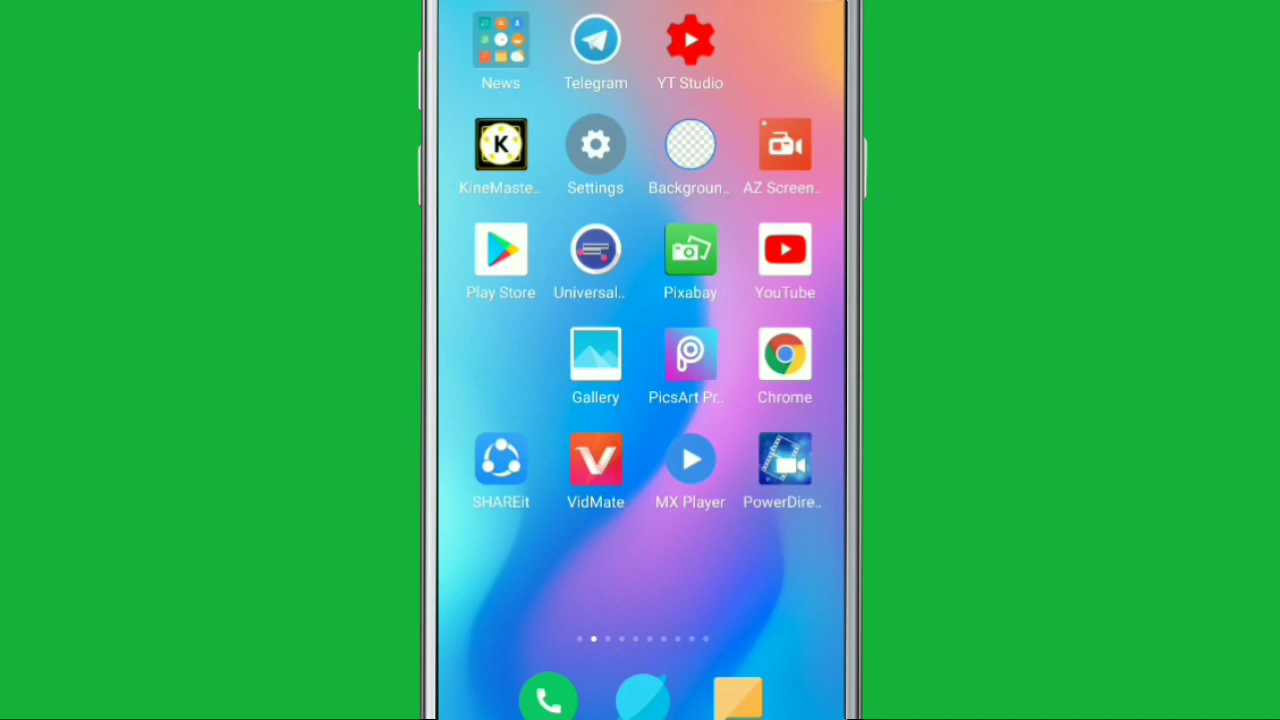 News Telegram YT Studio
K
KineMaste.. Settings Backgroun.. AZ Screen..
Play Store Universal.. Pixabay YouTube
Gallery PicsArt Pr.. Chrome
SHAREit VidMate MX Player PowerDire..